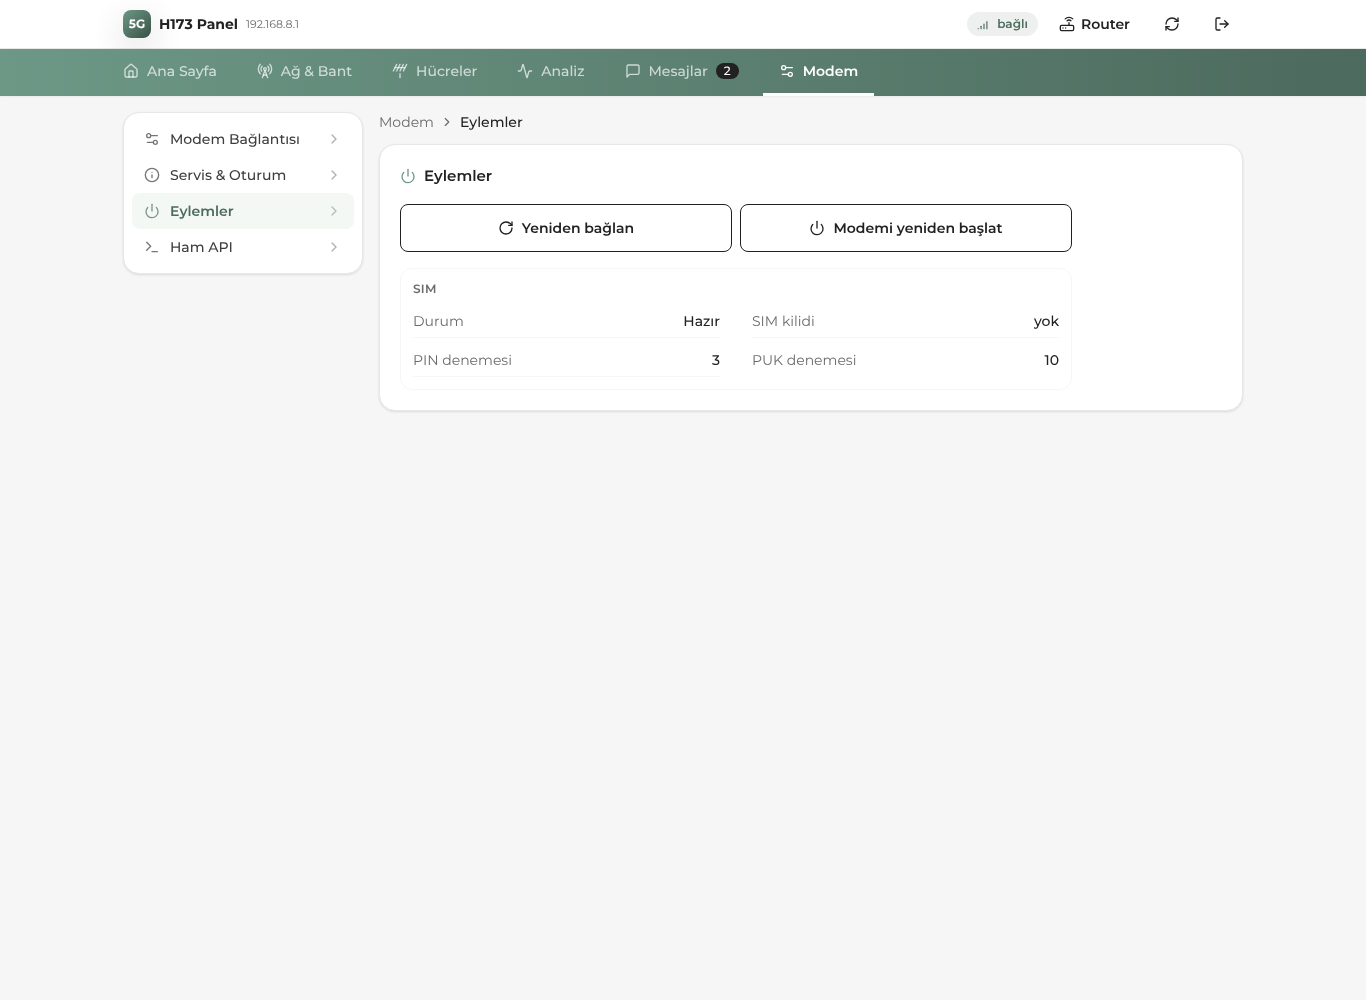 5G H173 Panel 192.168.8.1 bağlı Router
Ana Sayfa Ağ & Bant Hücreler Analiz Mesajlar 2 Modem
Modem Bağlantısı
Servis & Oturum
Eylemler
Ham API
Modem > Eylemler
Eylemler
Yeniden bağlan Modemi yeniden başlat
SIM
Durum Hazır SIM kilidi yok
PIN denemesi 3 PUK denemesi 10